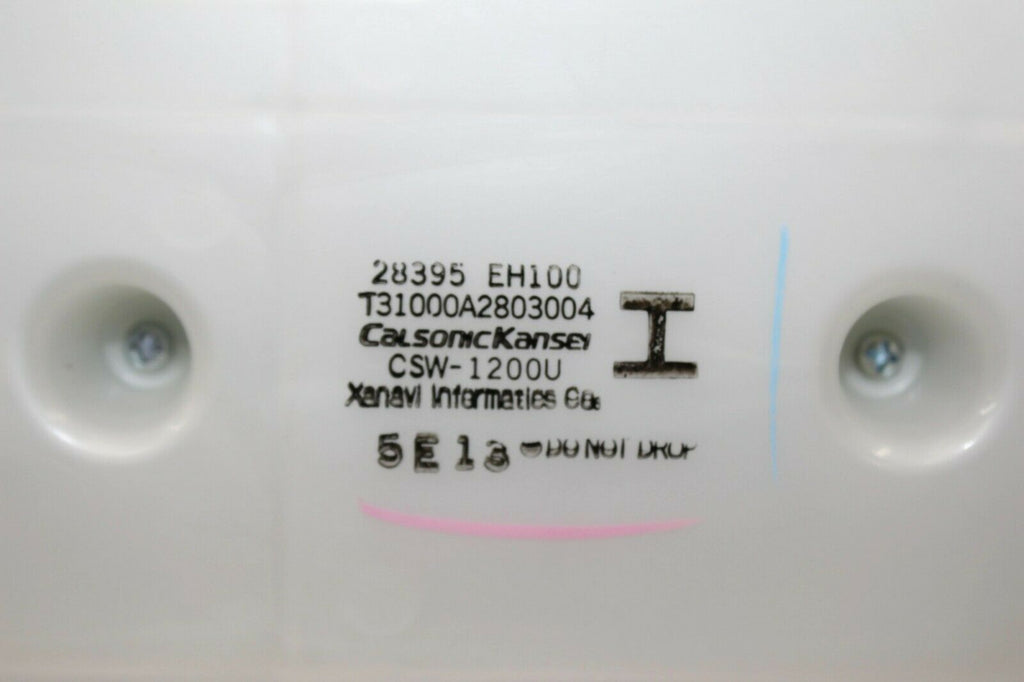 28395 EH100
T31000A2803004
CalsonicKansei
CSW-1200U
Xanavi Informatics Co.
I
5E13 DO NOT DROP